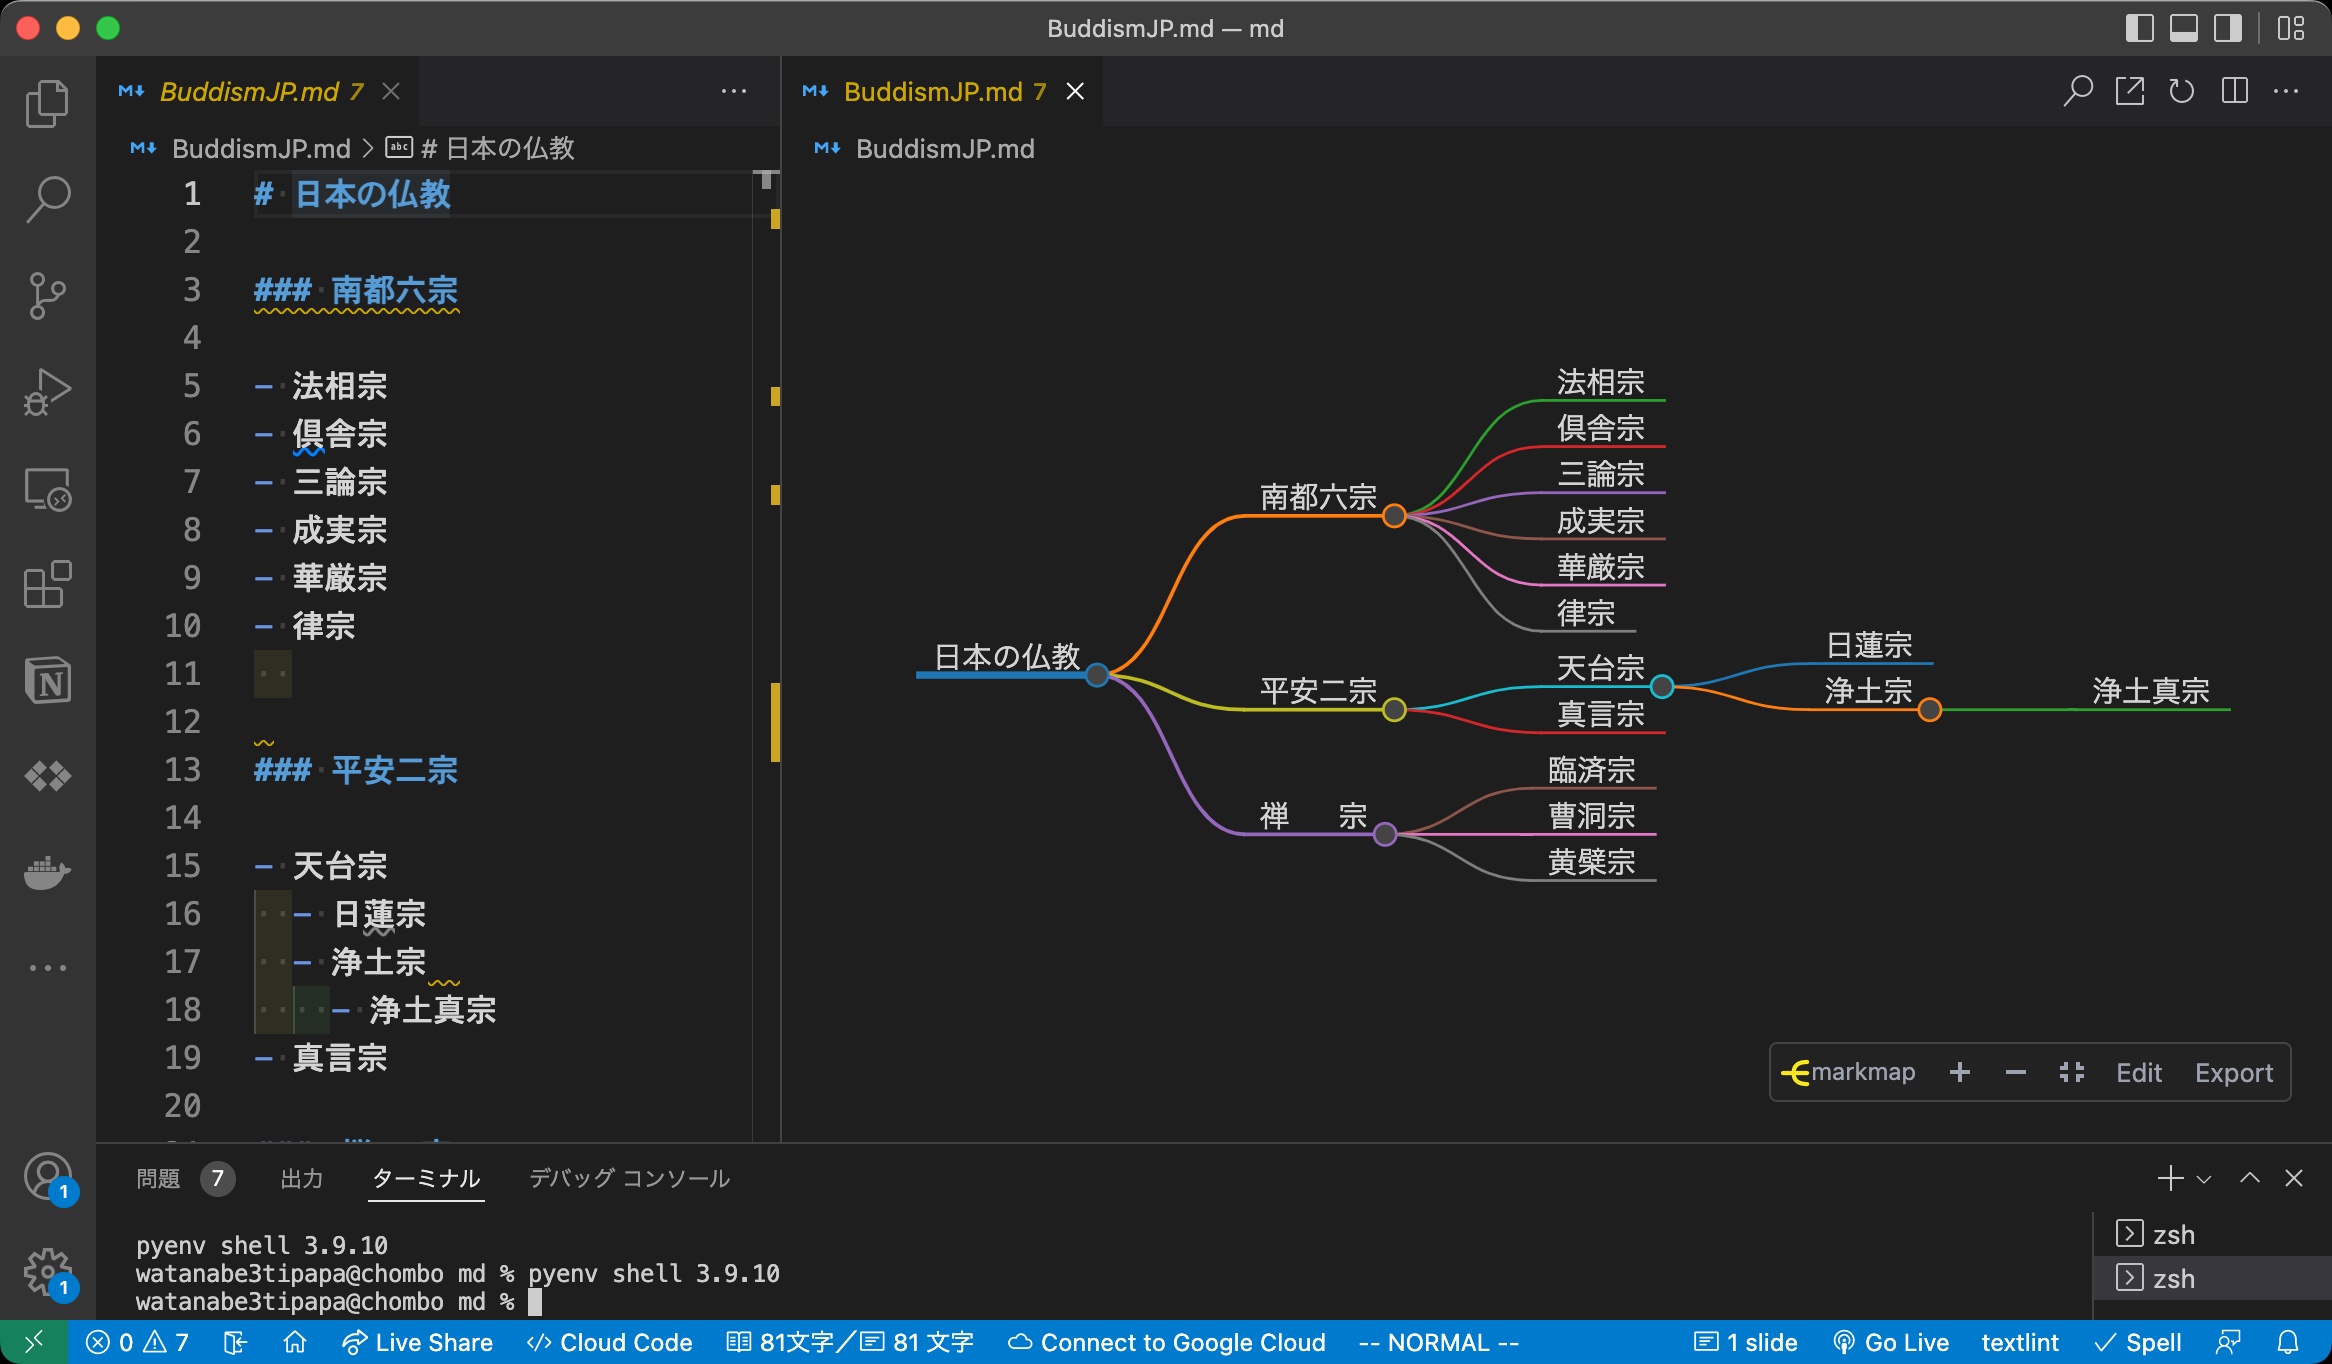 BuddismJP.md — md
BuddismJP.md 7
BuddismJP.md > # 日本の仏教
1 # 日本の仏教
2
3 ### 南都六宗
4
5 - 法相宗
6 - 倶舎宗
7 - 三論宗
8 - 成実宗
9 - 華厳宗
10 - 律宗
11
12
13 ### 平安二宗
14
15 - 天台宗
16 - 日蓮宗
17 - 浄土宗
18 - 浄土真宗
19 - 真言宗
20
BuddismJP.md 7
BuddismJP.md
日本の仏教
南都六宗
法相宗
倶舎宗
三論宗
成実宗
華厳宗
律宗
平安二宗
天台宗
日蓮宗
浄土宗
浄土真宗
真言宗
禅　宗
臨済宗
曹洞宗
黄檗宗
markmap + − Edit Export
問題 7 出力 ターミナル デバッグ コンソール
pyenv shell 3.9.10
watanabe3tipapa@chombo md % pyenv shell 3.9.10
watanabe3tipapa@chombo md %
zsh
zsh
1
1
0 7 Live Share Cloud Code 81文字／ 81 文字 Connect to Google Cloud -- NORMAL -- 1 slide Go Live textlint Spell